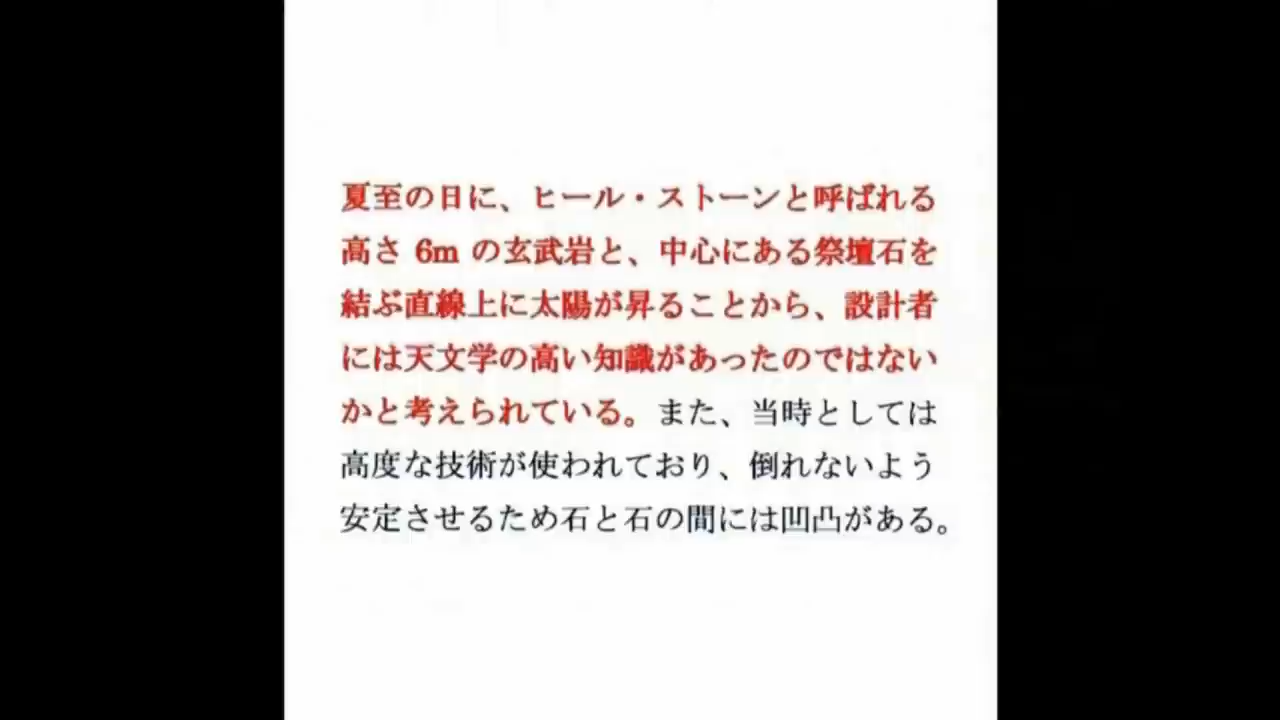 夏至の日に、ヒール・ストーンと呼ばれる
高さ 6m の玄武岩と、中心にある祭壇石を
結ぶ直線上に太陽が昇ることから、設計者
には天文学の高い知識があったのではない
かと考えられている。また、当時としては
高度な技術が使われており、倒れないよう
安定させるため石と石の間には凹凸がある。